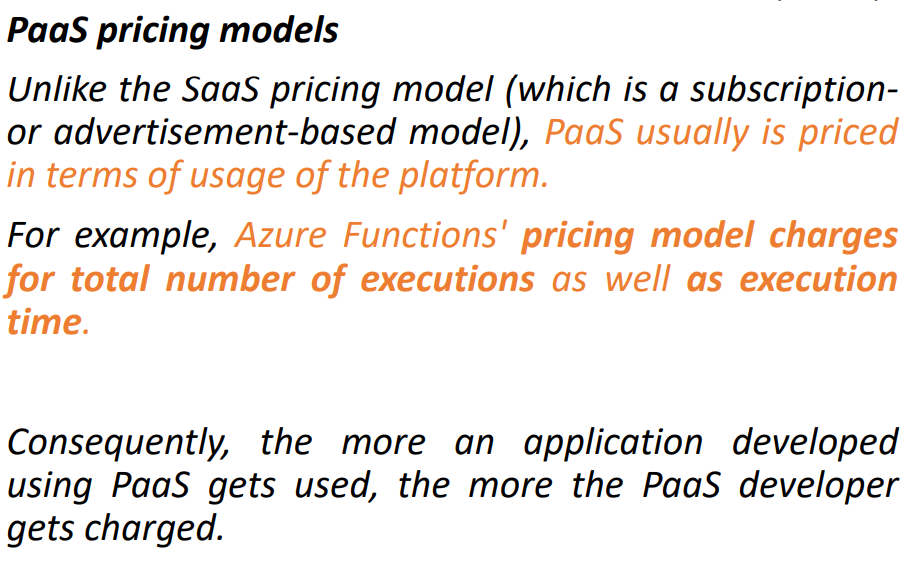 PaaS pricing models
Unlike the SaaS pricing model (which is a subscription-
or advertisement-based model), PaaS usually is priced
in terms of usage of the platform.
For example, Azure Functions' pricing model charges
for total number of executions as well as execution
time.
Consequently, the more an application developed
using PaaS gets used, the more the PaaS developer
gets charged.